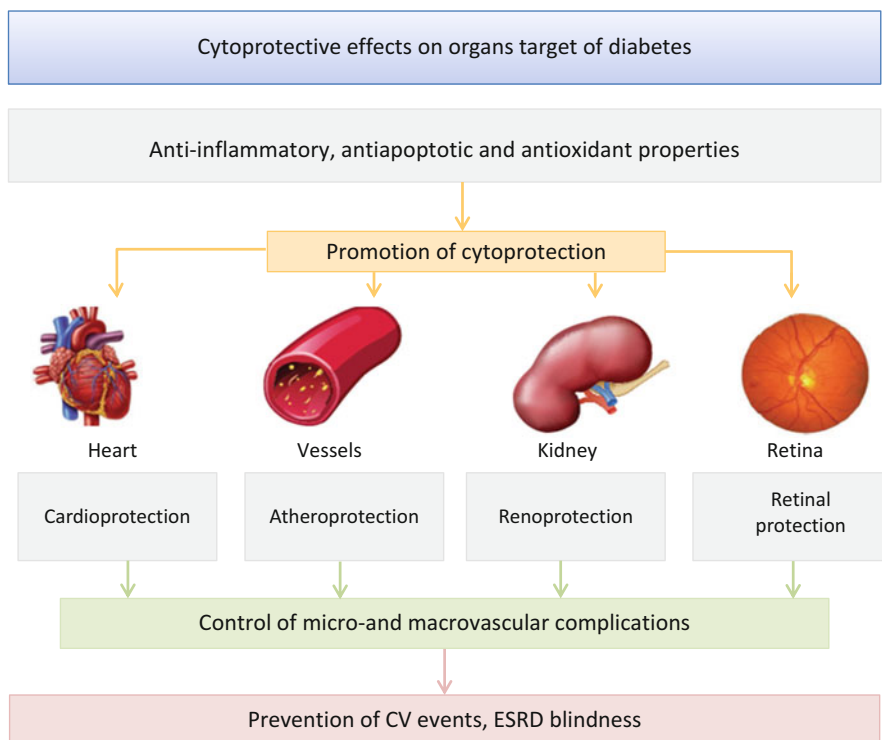 Cytoprotective effects on organs target of diabetes
Anti-inflammatory, antiapoptotic and antioxidant properties
Promotion of cytoprotection
Heart
Vessels
Kidney
Retina
Cardioprotection
Atheroprotection
Renoprotection
Retinal
protection
Control of micro-and macrovascular complications
Prevention of CV events, ESRD blindness